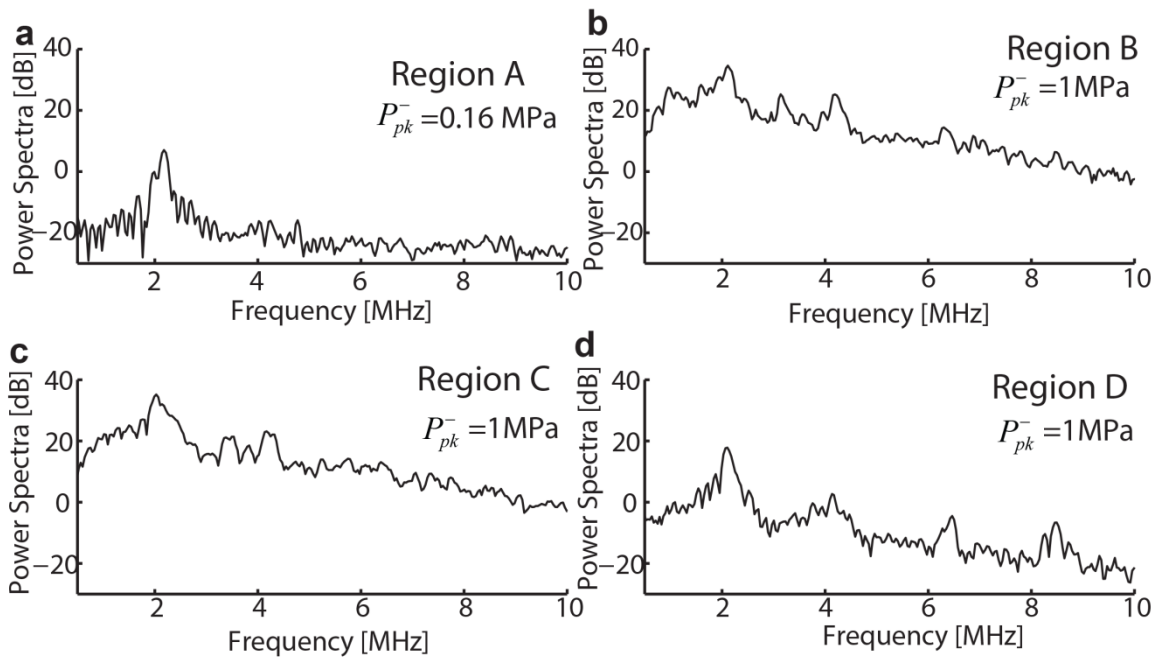 a
Power Spectra [dB]
40
20
0
−20
Region A
P⁻pk =0.16 MPa
2 4 6 8 10
Frequency [MHz]
b
Power Spectra [dB]
40
20
0
−20
Region B
P⁻pk =1MPa
2 4 6 8 10
Frequency [MHz]
c
Power Spectra [dB]
40
20
0
−20
Region C
P⁻pk =1MPa
2 4 6 8 10
Frequency [MHz]
d
Power Spectra [dB]
40
20
0
−20
Region D
P⁻pk =1MPa
2 4 6 8 10
Frequency [MHz]